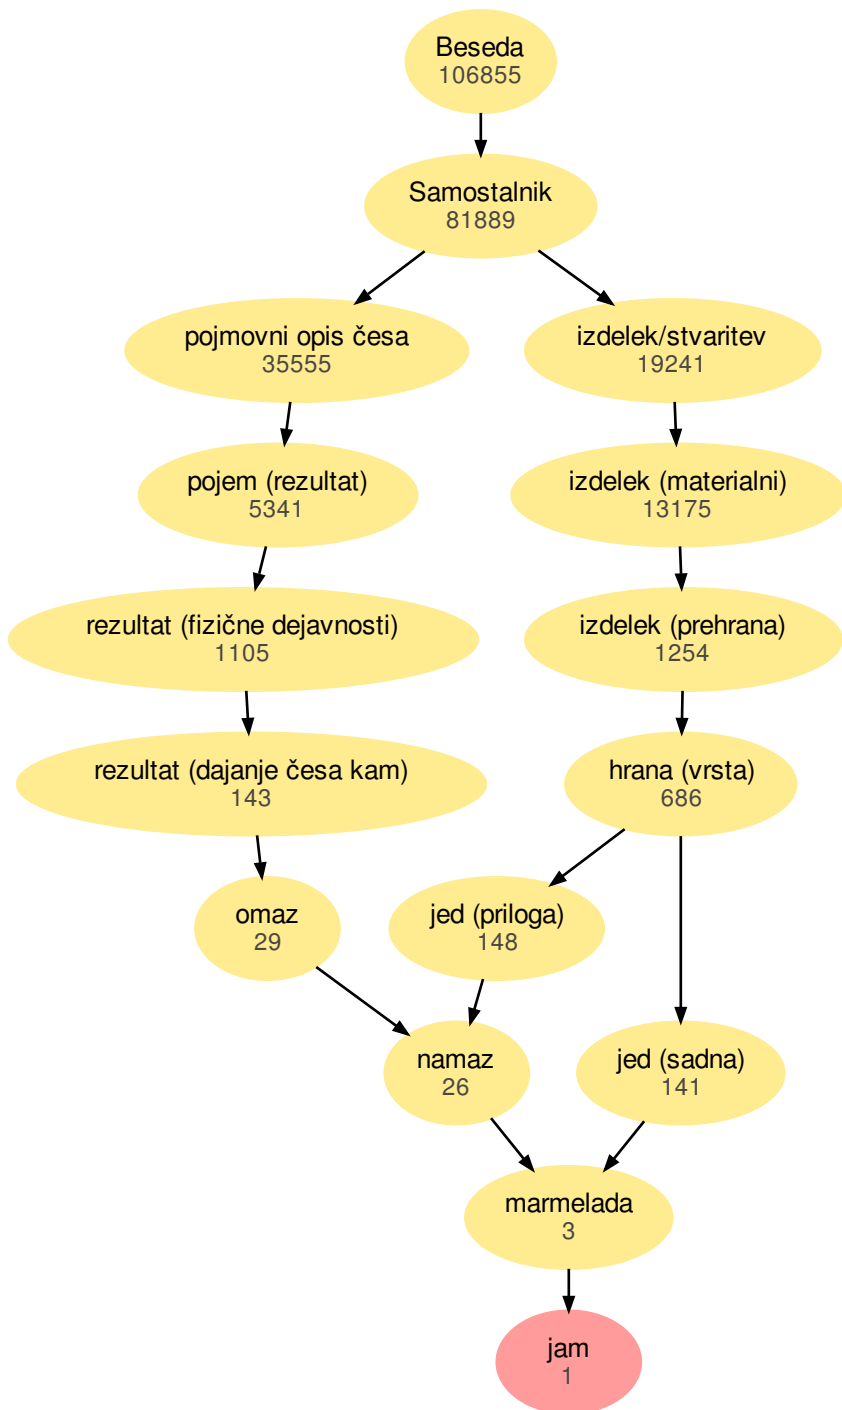 Beseda
106855
Samostalnik
81889
pojmovni opis česa
35555
izdelek/stvaritev
19241
pojem (rezultat)
5341
izdelek (materialni)
13175
rezultat (fizične dejavnosti)
1105
izdelek (prehrana)
1254
rezultat (dajanje česa kam)
143
hrana (vrsta)
686
omaz
29
jed (priloga)
148
namaz
26
jed (sadna)
141
marmelada
3
jam
1